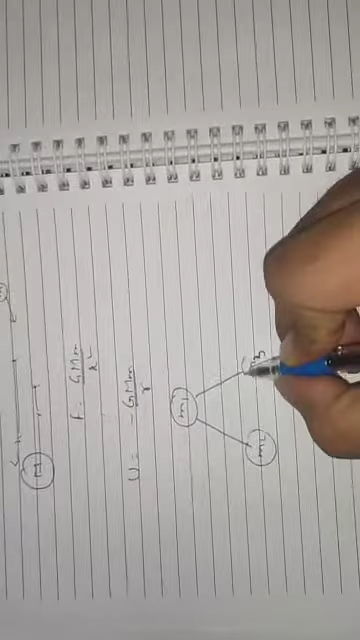 M
m
F = GMm/r²
U = -GMm/r
m₁
m₂
m₃